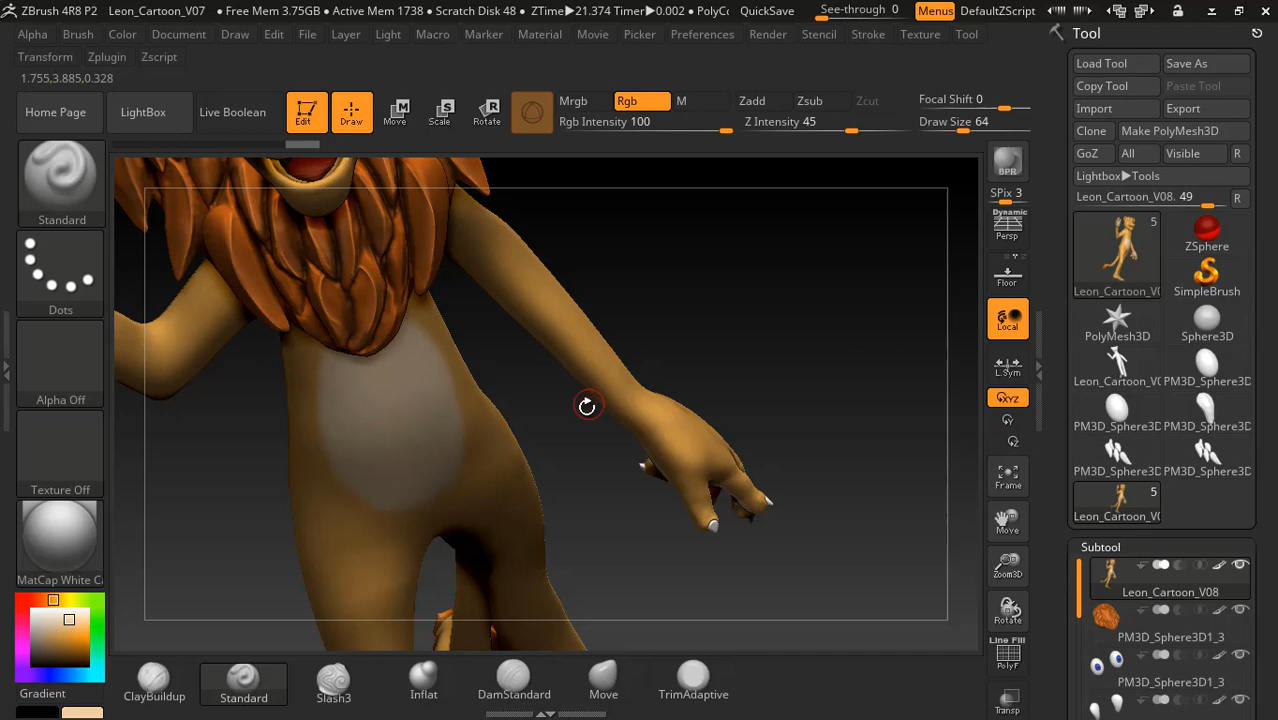 ZBrush 4R8 P2 Leon_Cartoon_V07 • Free Mem 3.75GB • Active Mem 1738 • Scratch Disk 48 • ZTime▶21.374 Timer▶0.002 • PolyC QuickSave See-through 0 Menus DefaultZScript
Alpha Brush Color Document Draw Edit File Layer Light Macro Marker Material Movie Picker Preferences Render Stencil Stroke Texture Tool
Transform Zplugin Zscript
1.755,3.885,0.328
Home Page LightBox Live Boolean Edit Draw Move Scale Rotate
Mrgb Rgb M Zadd Zsub Zcut Focal Shift 0
Rgb Intensity 100 Z Intensity 45 Draw Size 64
Standard
Dots
Alpha Off
Texture Off
MatCap White Ca
Gradient
BPR
SPix 3
Dynamic
Persp
Floor
Local
L.Sym
XYZ
Y
Z
Frame
Move
Zoom3D
Rotate
Line Fill
PolyF
Transp
ClayBuildup Standard Slash3 Inflat DamStandard Move TrimAdaptive
Tool
Load Tool Save As
Copy Tool Paste Tool
Import Export
Clone Make PolyMesh3D
GoZ All Visible R
Lightbox▶Tools
Leon_Cartoon_V08. 49 R
5
Leon_Cartoon_V0 ZSphere
SimpleBrush
PolyMesh3D Sphere3D
Leon_Cartoon_V0 PM3D_Sphere3D
PM3D_Sphere3D PM3D_Sphere3D
PM3D_Sphere3D PM3D_Sphere3D
5
Leon_Cartoon_V0
Subtool
Leon_Cartoon_V08
PM3D_Sphere3D1_3
PM3D_Sphere3D1_3